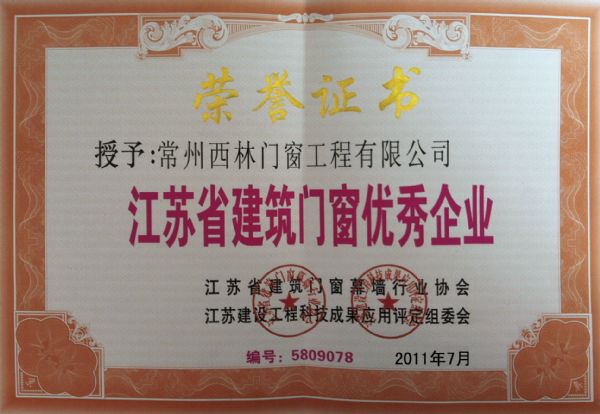 荣誉证书
授予:常州西林门窗工程有限公司
江苏省建筑门窗优秀企业
江苏省建筑门窗幕墙行业协会
江苏建设工程科技成果应用评定组委会
编号：5809078 2011年7月